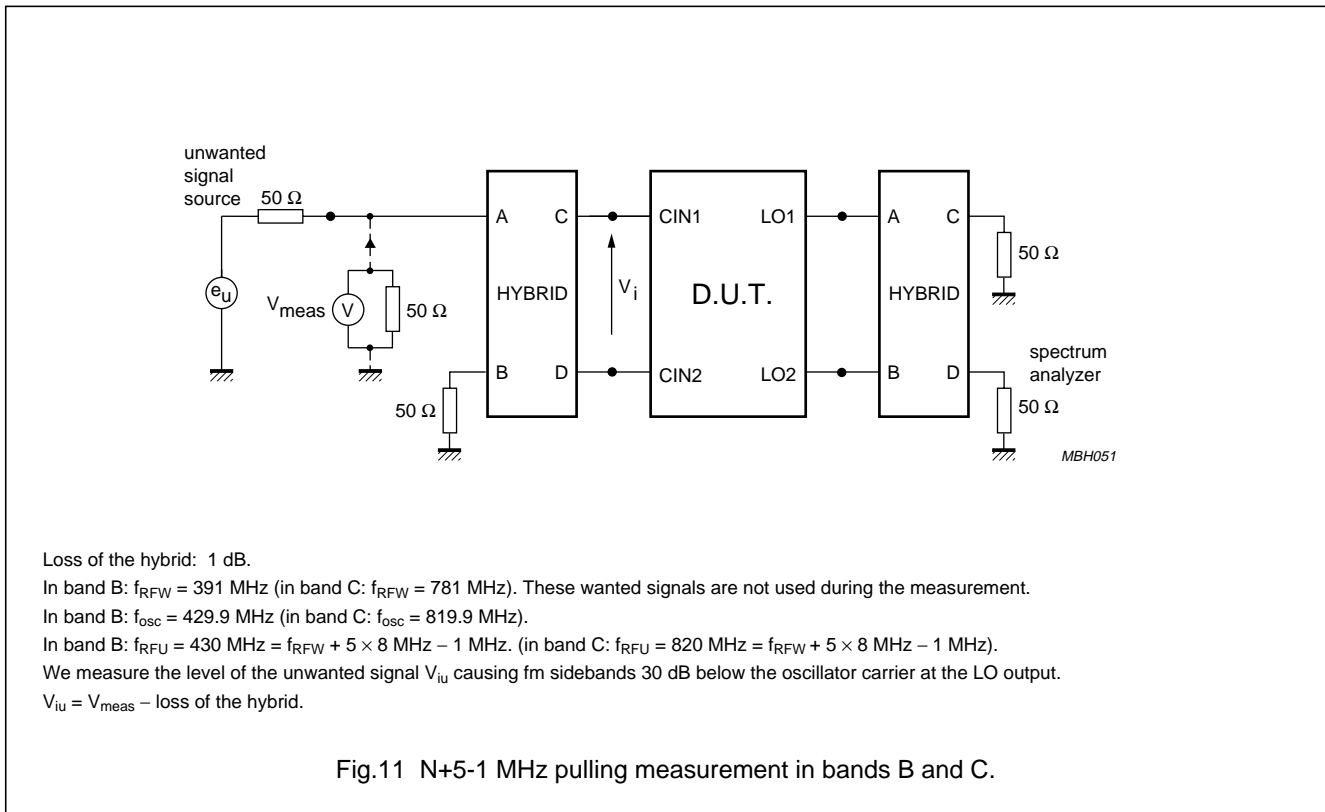 unwanted
signal
source
50 Ω
e_u
V_meas
V
50 Ω
A
C
HYBRID
B
D
50 Ω
V_i
CIN1
LO1
D.U.T.
CIN2
LO2
A
C
HYBRID
B
D
50 Ω
spectrum
analyzer
50 Ω
MBH051
Loss of the hybrid: 1 dB.
In band B: f_RFW = 391 MHz (in band C: f_RFW = 781 MHz). These wanted signals are not used during the measurement.
In band B: f_osc = 429.9 MHz (in band C: f_osc = 819.9 MHz).
In band B: f_RFU = 430 MHz = f_RFW + 5 × 8 MHz − 1 MHz. (in band C: f_RFU = 820 MHz = f_RFW + 5 × 8 MHz − 1 MHz).
We measure the level of the unwanted signal V_iu causing fm sidebands 30 dB below the oscillator carrier at the LO output.
V_iu = V_meas − loss of the hybrid.
Fig.11 N+5-1 MHz pulling measurement in bands B and C.